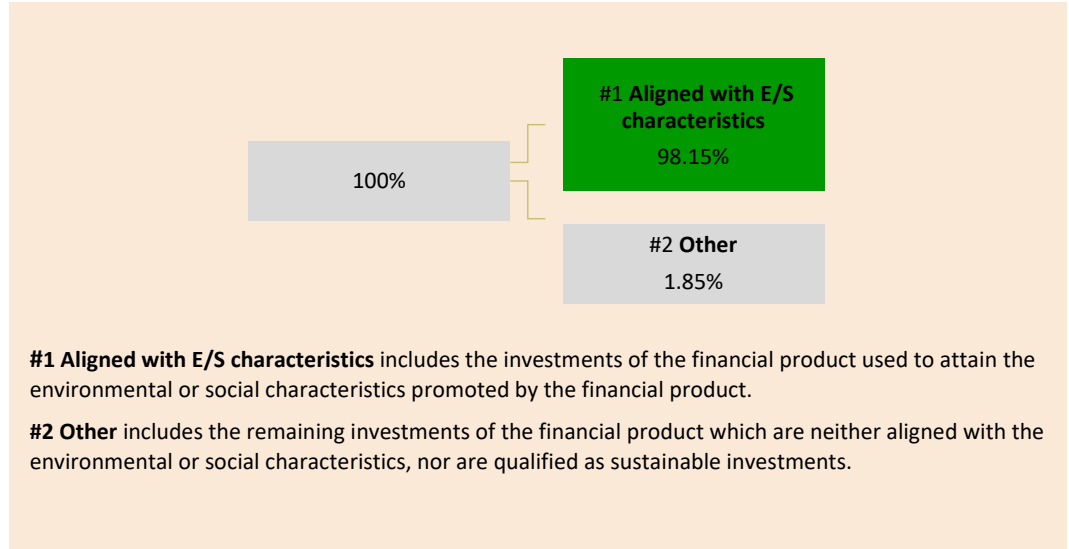 #1 Aligned with E/S
characteristics
98.15%
100%
#2 Other
1.85%
#1 Aligned with E/S characteristics includes the investments of the financial product used to attain the
environmental or social characteristics promoted by the financial product.
#2 Other includes the remaining investments of the financial product which are neither aligned with the
environmental or social characteristics, nor are qualified as sustainable investments.